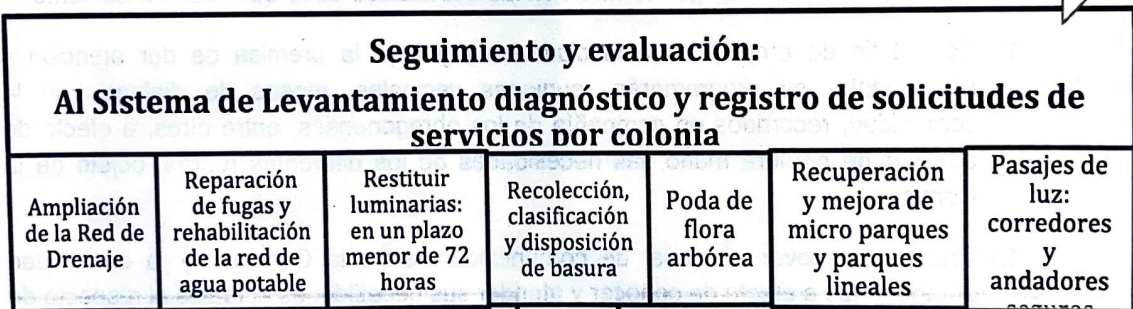 Seguimiento y evaluación:
Al Sistema de Levantamiento diagnóstico y registro de solicitudes de
servicios por colonia
Ampliación
de la Red de
Drenaje
Reparación
de fugas y
rehabilitación
de la red de
agua potable
Restituir
luminarias:
en un plazo
menor de 72
horas
Recolección,
clasificación
y disposición
de basura
Poda de
flora
arbórea
Recuperación
y mejora de
micro parques
y parques
lineales
Pasajes de
luz:
corredores
y
andadores